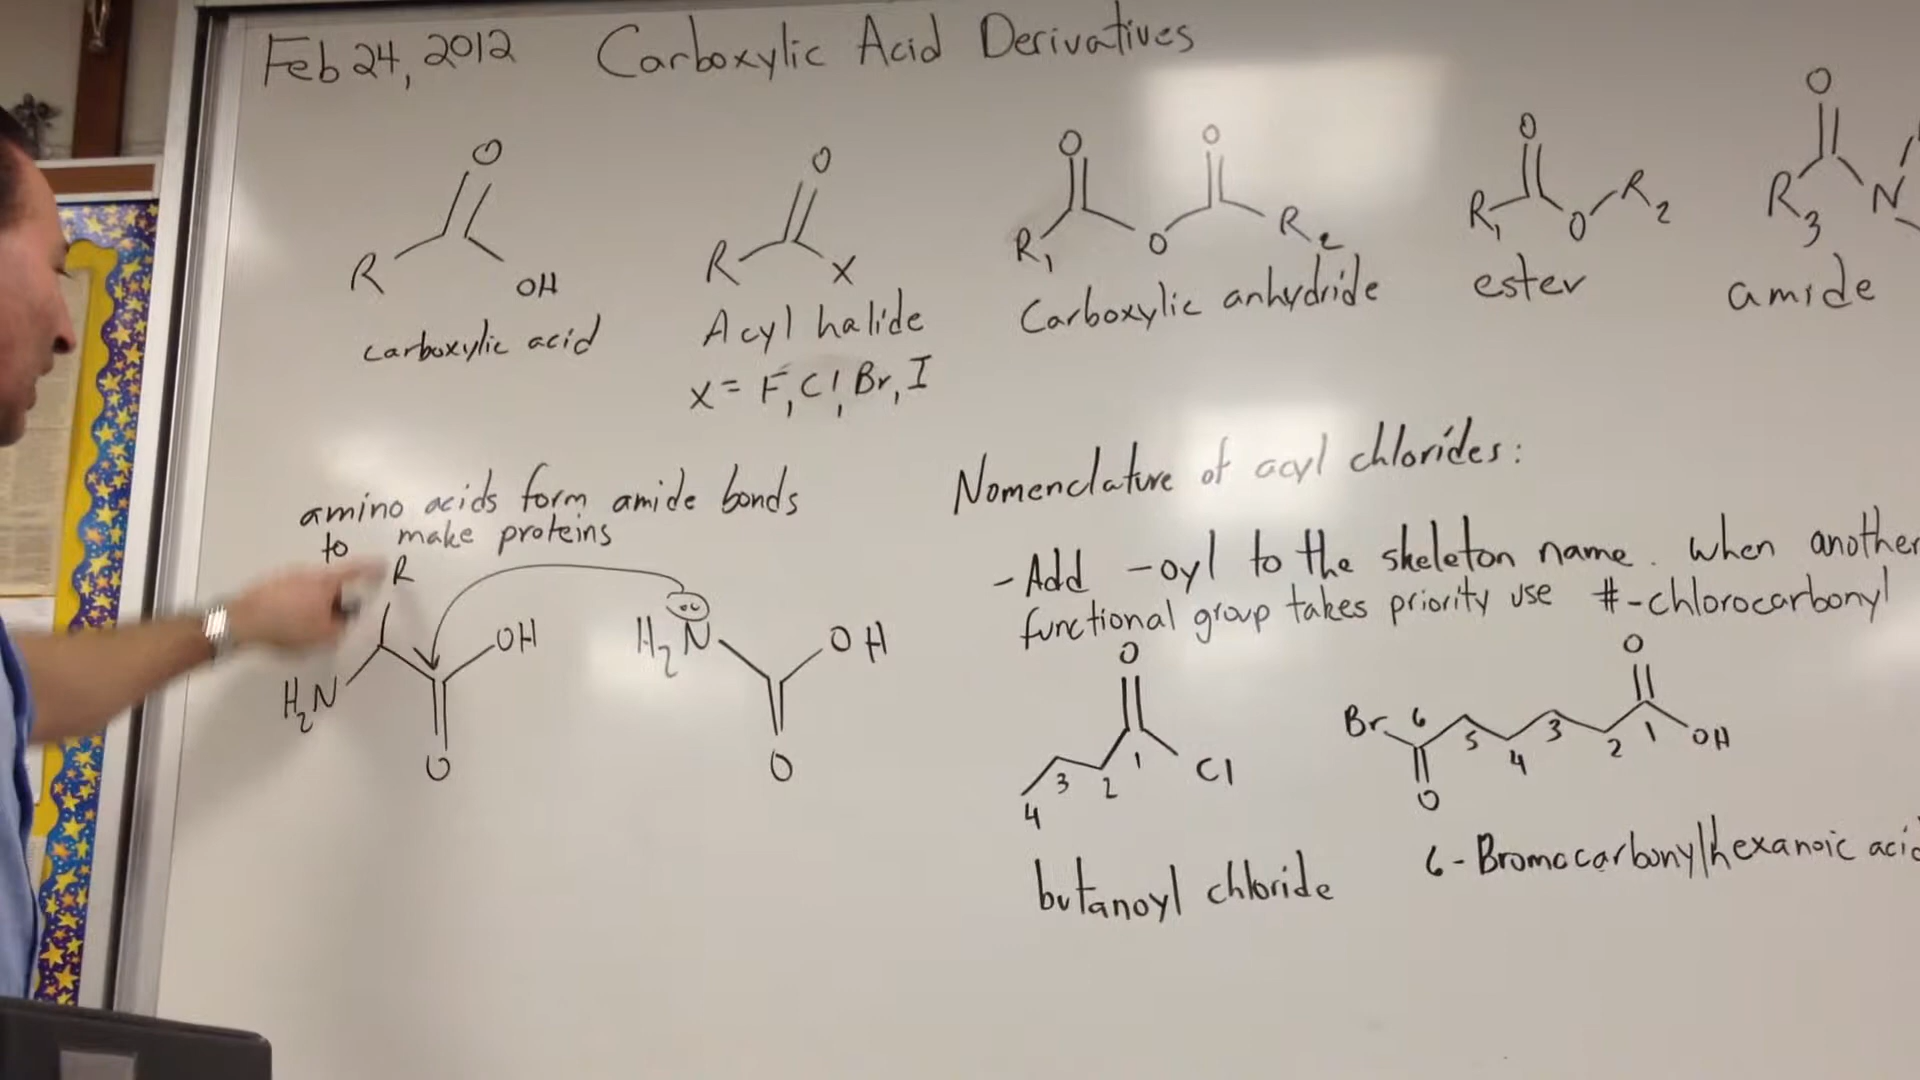 Feb 24, 2012 Carboxylic Acid Derivatives
O O O O O O
R OH R X R1 O R2 R1 O R2 R3 N
carboxylic acid Acyl halide Carboxylic anhydride ester amide
X = F, Cl, Br, I
amino acids form amide bonds
to make proteins
R
H2N OH O
H2N OH O
Nomenclature of acyl chlorides:
- Add -oyl to the skeleton name. when another
functional group takes priority use #-chlorocarbonyl
O
4 3 2 1 Cl
butanoyl chloride
O
Br 6 5 4 3 2 1 OH
O
6-Bromocarbonylhexanoic acid